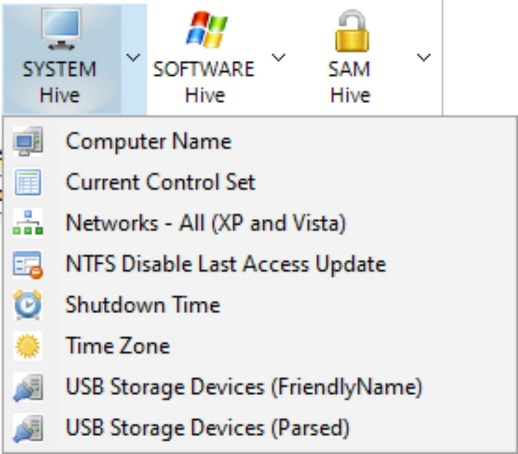 SYSTEM
Hive
SOFTWARE
Hive
SAM
Hive
Computer Name
Current Control Set
Networks - All (XP and Vista)
NTFS Disable Last Access Update
Shutdown Time
Time Zone
USB Storage Devices (FriendlyName)
USB Storage Devices (Parsed)